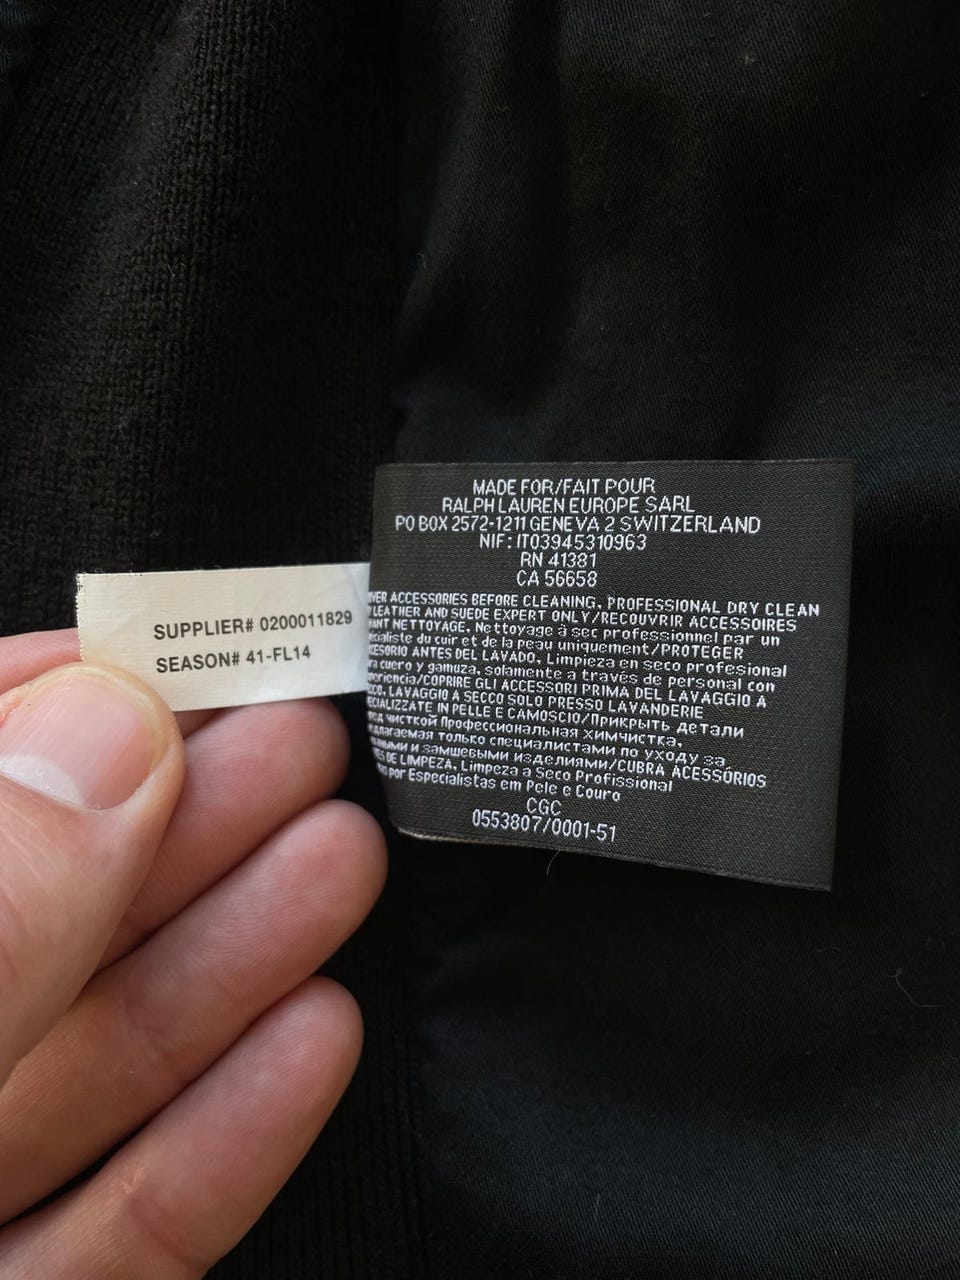 SUPPLIER# 0200011829
SEASON# 41-FL14
MADE FOR/FAIT POUR
RALPH LAUREN EUROPE SARL
PO BOX 2572-1211 GENEVA 2 SWITZERLAND
NIF: IT03945310963
RN 41381
CA 56658
ACCESSORIES BEFORE CLEANING. PROFESSIONAL DRY CLEAN
LEATHER AND SUEDE EXPERT ONLY/RECOUVRIR ACCESSOIRES
NETTOYAGE. Nettoyage à sec professionnel par un
du cuir et de la peau uniquement/PROTEGER
ANTES DEL LAVADO. Limpieza en seco profesional
cuero y gamuza, solamente a través de personal con
COPRIRE GLI ACCESSORI PRIMA DEL LAVAGGIO A
LAVAGGIO A SECCO SOLO PRESSO LAVANDERIE
IN PELLE E CAMOSCIO/Прикрыть детали
чисткой Профессиональная химчистка,
только специалистами по уходу за
и замшевыми изделиями/CUBRA ACESSÓRIOS
DE LIMPEZA. Limpeza a Seco Profissional
por Especialistas em Pele e Couro
CGC
0553807/0001-51